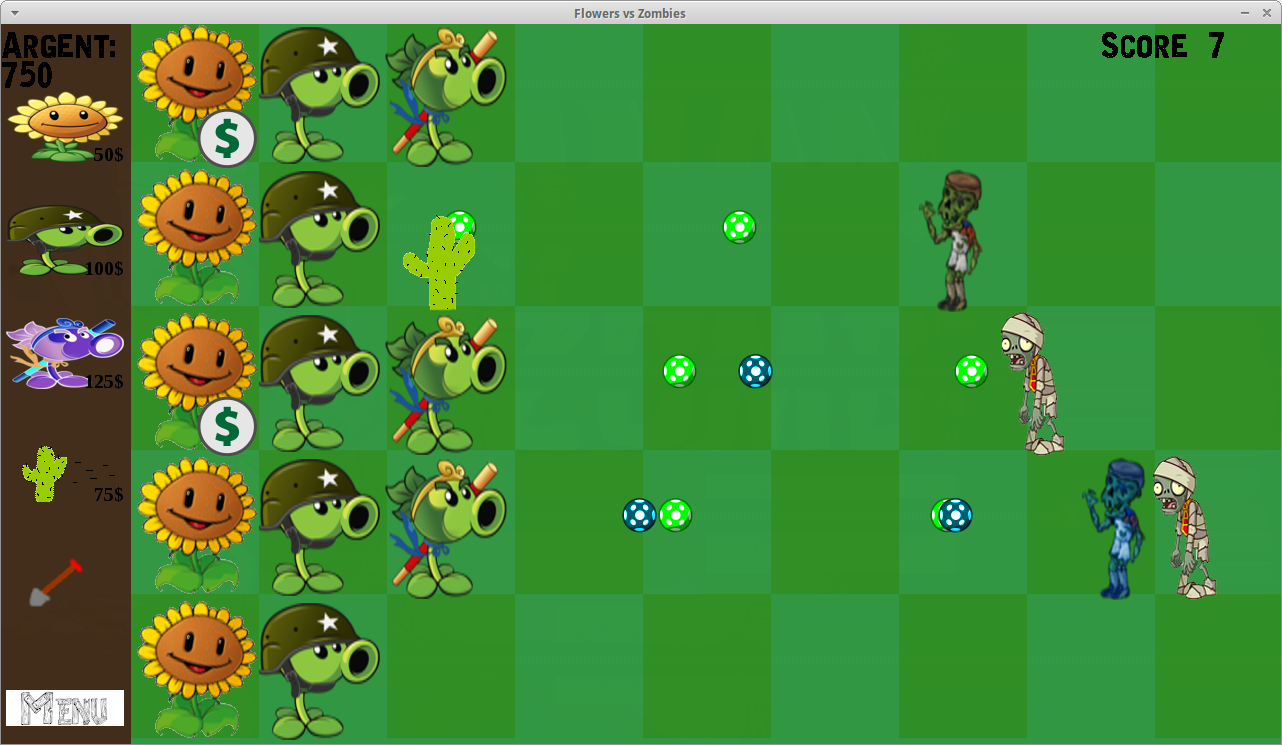 Flowers vs Zombies
ARGENT:
750
SCORE 7
50$
$
100$
125$
$
75$
MENU